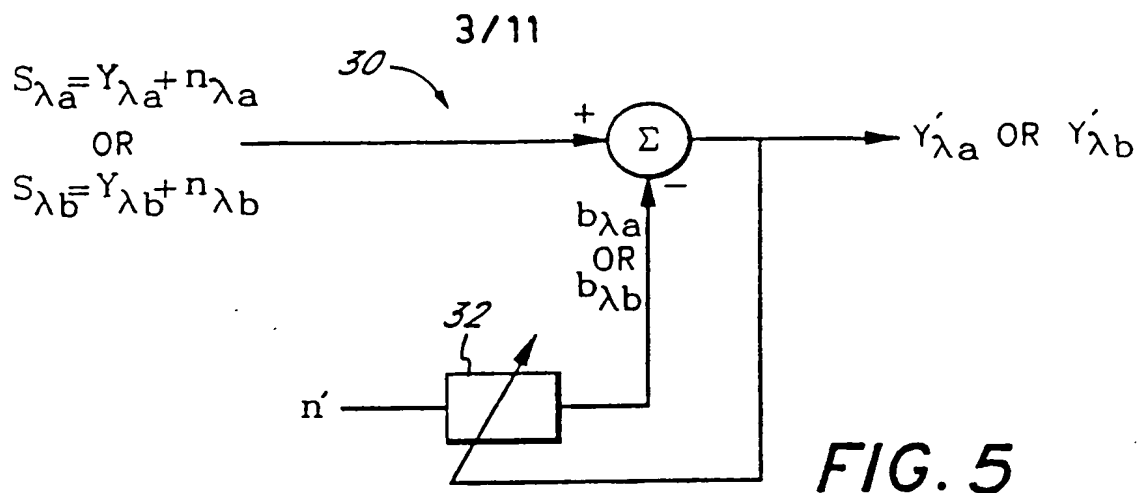 3/11
30
Sλa=Yλa+nλa
OR
Sλb=Yλb+nλb
+
Σ
−
Y′λa OR Y′λb
bλa
OR
bλb
32
n′
FIG. 5